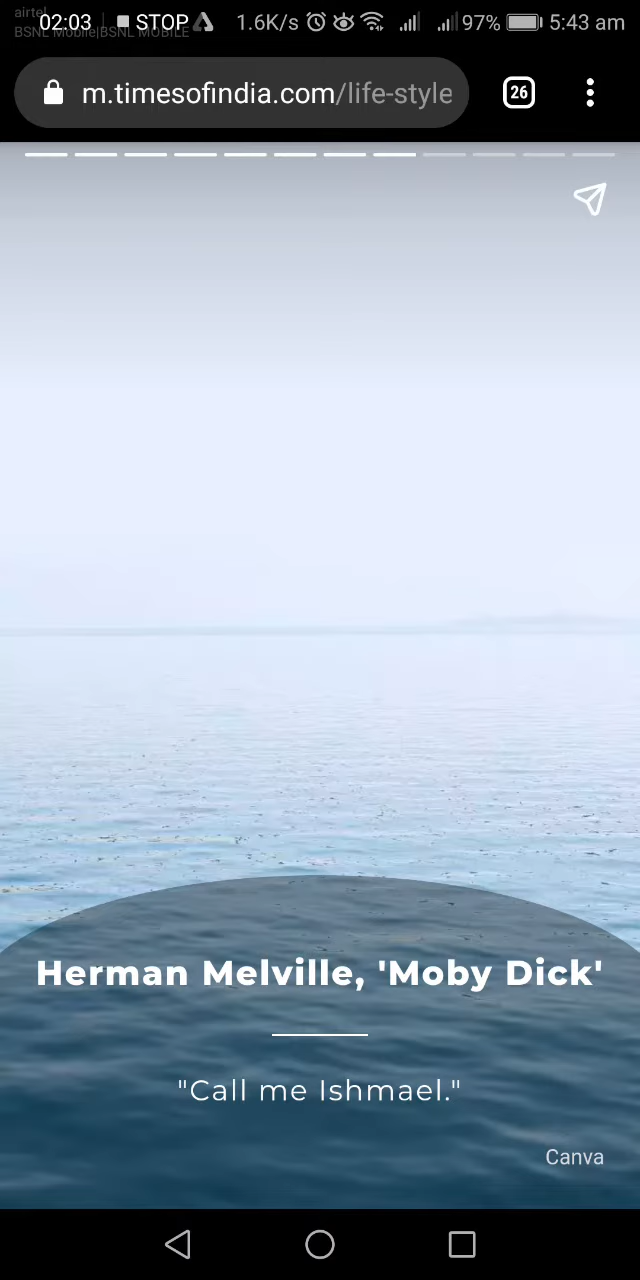 airtel
BSNL Mobile|BSNL MOBILE
02:03 STOP 1.6K/s 97% 5:43 am
m.timesofindia.com/life-style
26
Herman Melville, 'Moby Dick'
"Call me Ishmael."
Canva